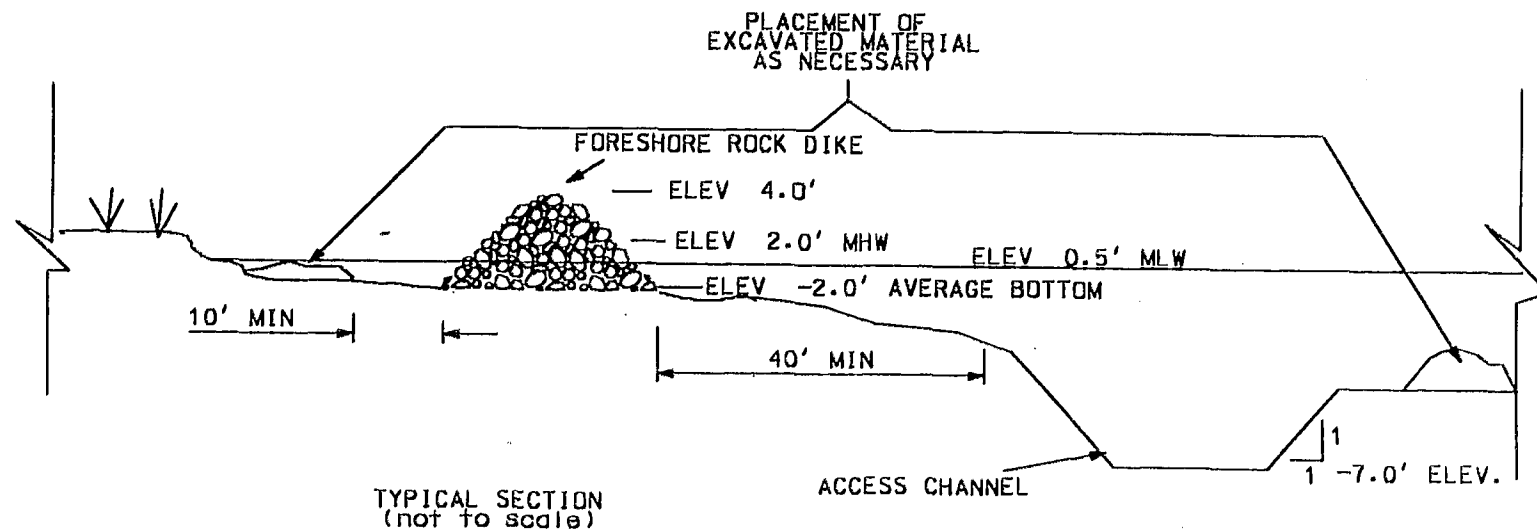 PLACEMENT OF
EXCAVATED MATERIAL
AS NECESSARY
FORESHORE ROCK DIKE
ELEV 4.0'
ELEV 2.0' MHW
ELEV 0.5' MLW
ELEV -2.0' AVERAGE BOTTOM
10' MIN
40' MIN
1
1 -7.0' ELEV.
ACCESS CHANNEL
TYPICAL SECTION
(not to scale)